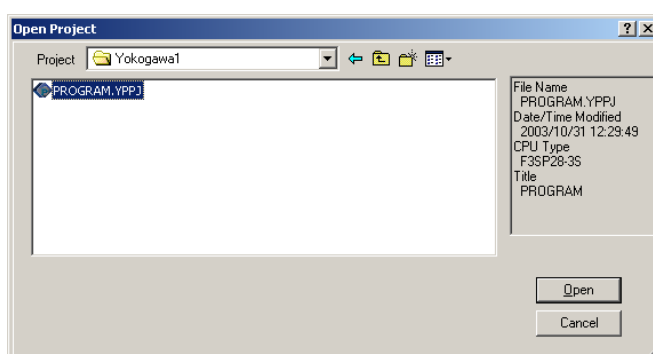 Open Project
Project Yokogawa1
PROGRAM.YPPJ
File Name
PROGRAM.YPPJ
Date/Time Modified
2003/10/31 12:29:49
CPU Type
F3SP28-3S
Title
PROGRAM
Open
Cancel